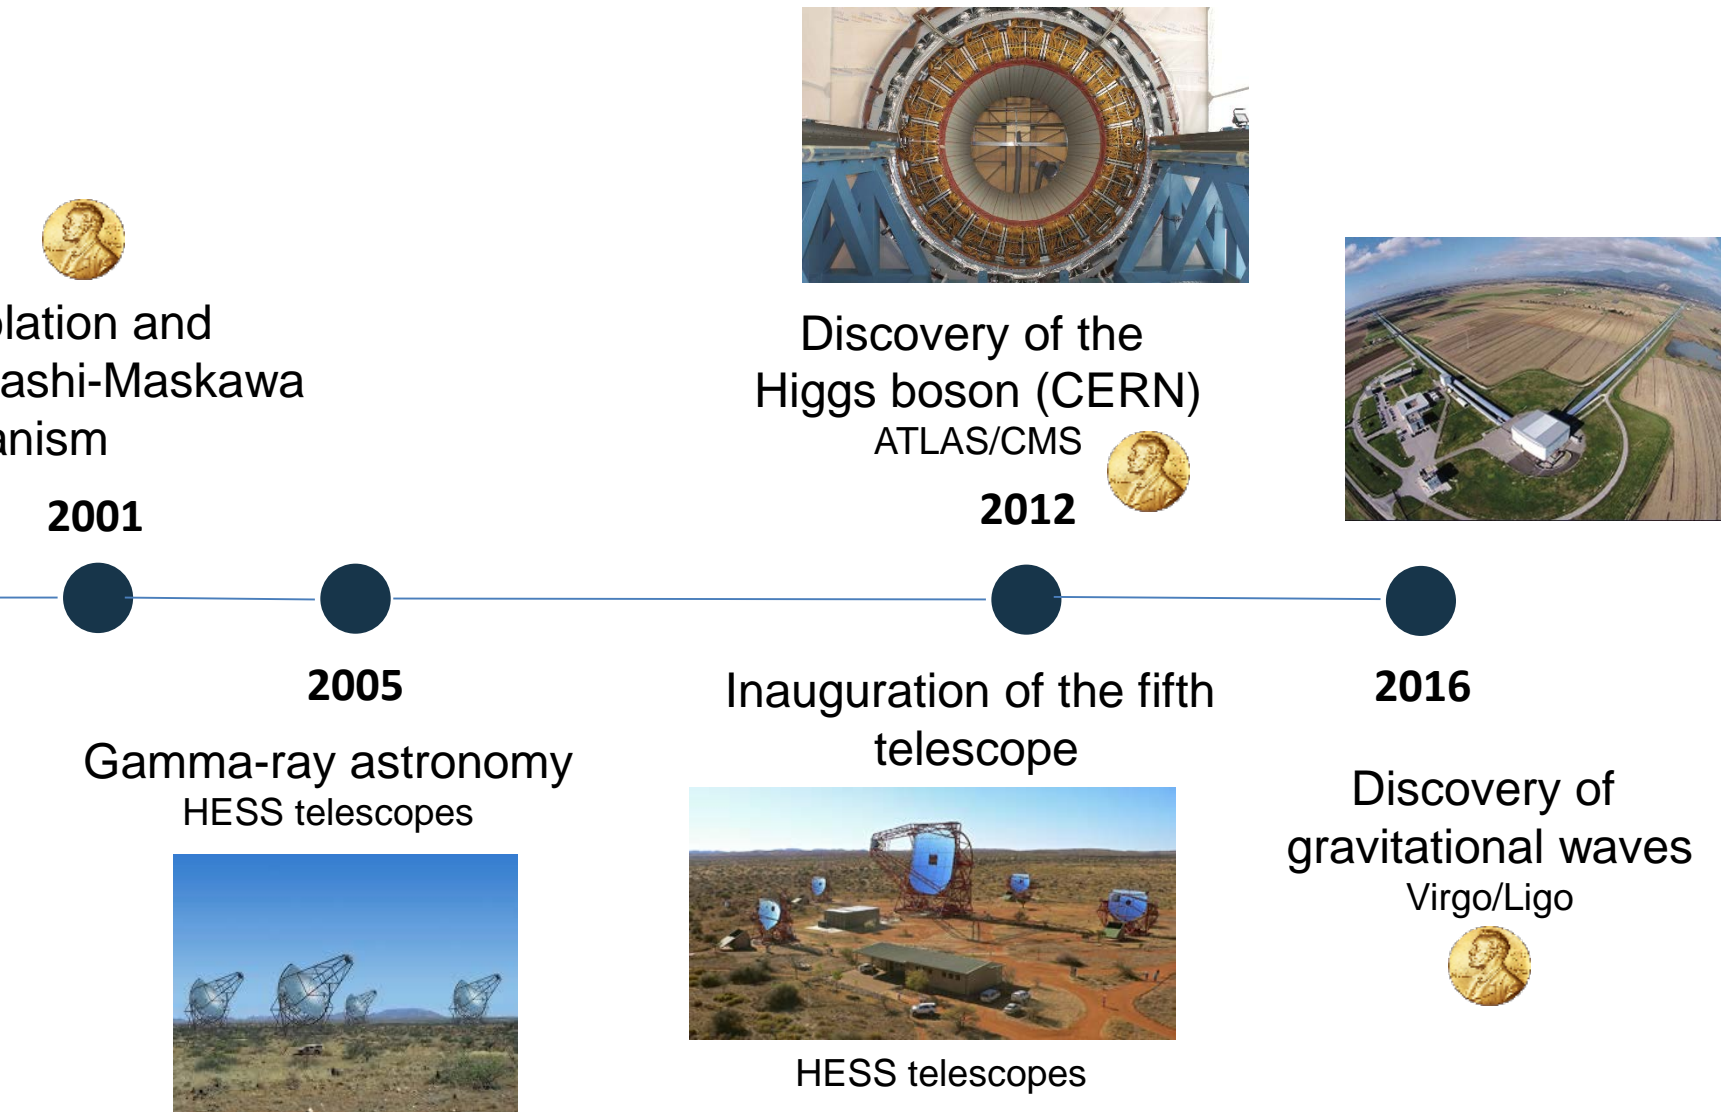 olation and
ashi-Maskawa
anism
2001
2005
Gamma-ray astronomy
HESS telescopes
Discovery of the
Higgs boson (CERN)
ATLAS/CMS
2012
Inauguration of the fifth
telescope
HESS telescopes
2016
Discovery of
gravitational waves
Virgo/Ligo